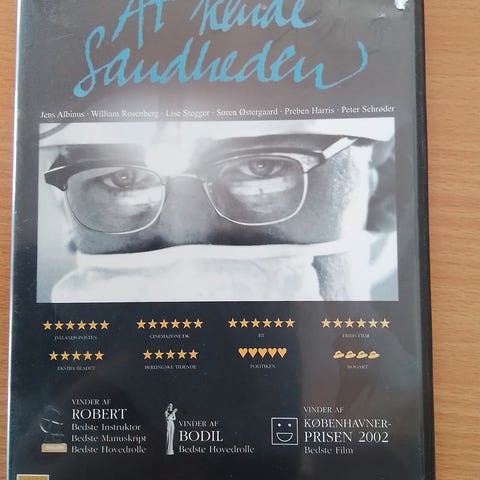 At kende
Sandheden
Jens Albinus · William Rosenberg · Lise Stegger · Søren Østergaard · Preben Harris · Peter Schrøder
JYLLANDS-POSTEN
CINEMAZONE.DK
BT
EKKO FILM
EKSTRA BLADET
BERLINGSKE TIDENDE
POLITIKEN
BOGART
VINDER AF
ROBERT
Bedste Instruktør
Bedste Manuskript
Bedste Hovedrolle
VINDER AF
BODIL
Bedste Hovedrolle
VINDER AF
KØBENHAVNER-
PRISEN 2002
Bedste Film